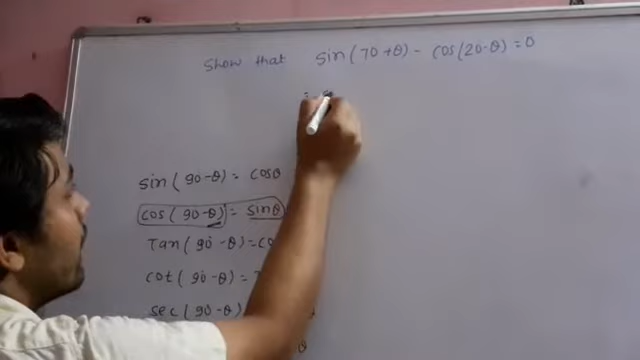 Show that sin(70+θ) - cos(20-θ) = 0
sin(90-θ) = cosθ
cos(90-θ) = sinθ
Tan(90-θ)=co
cot(90-θ) =
sec(90-θ)
θ